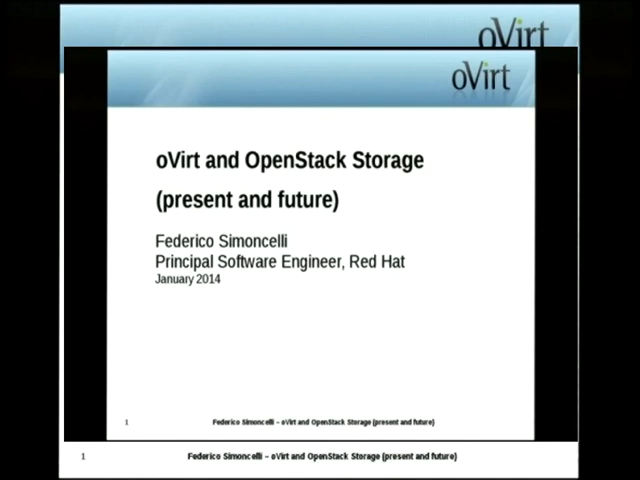 oVirt
oVirt
oVirt and OpenStack Storage
(present and future)
Federico Simoncelli
Principal Software Engineer, Red Hat
January 2014
1 Federico Simoncelli – oVirt and OpenStack Storage (present and future)
1 Federico Simoncelli – oVirt and OpenStack Storage (present and future)